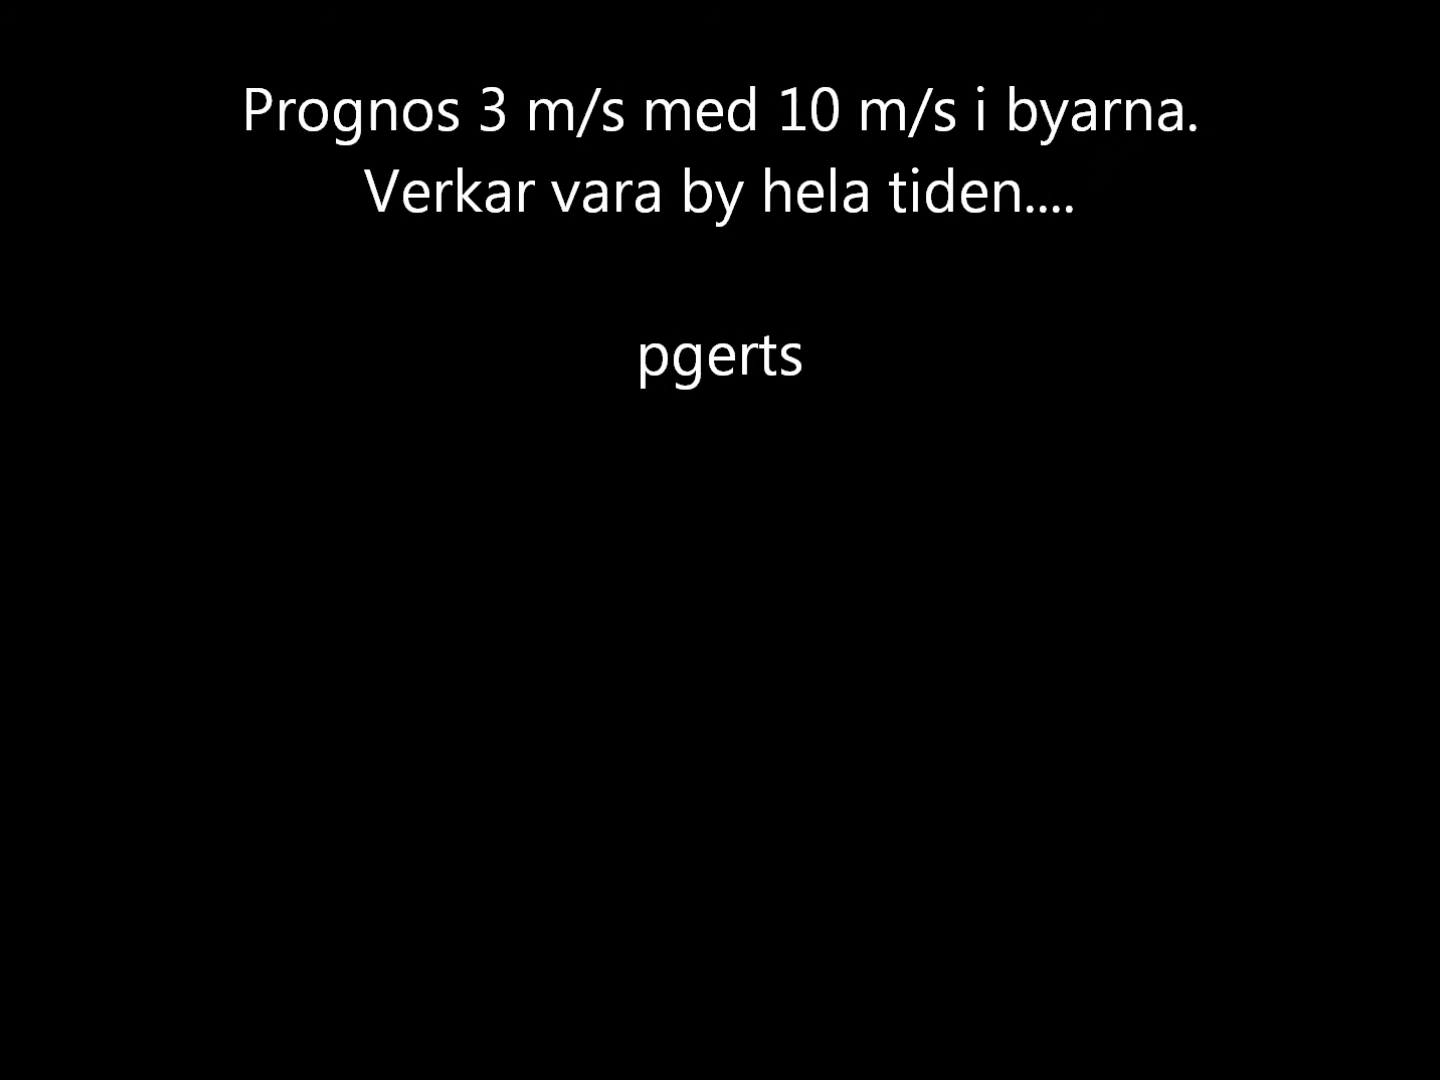 Prognos 3 m/s med 10 m/s i byarna.
Verkar vara by hela tiden....
pgerts